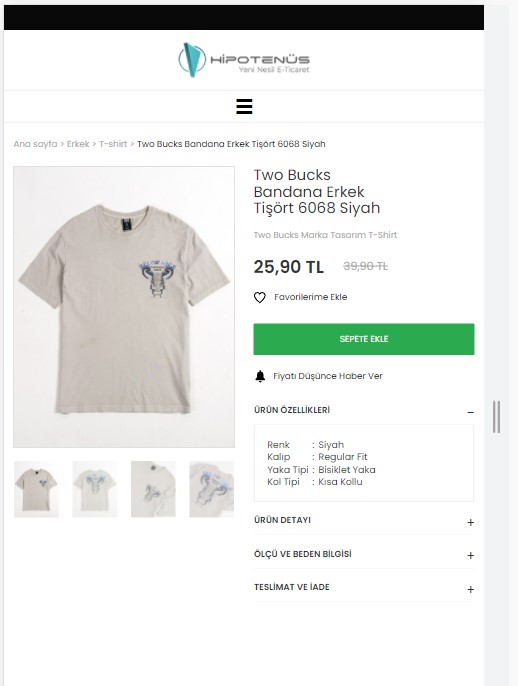 HİPOTENÜS
Yeni Nesil E-Ticaret
Ana sayfa > Erkek > T-shirt > Two Bucks Bandana Erkek Tişört 6068 Siyah
Two Bucks
Bandana Erkek
Tişört 6068 Siyah
Two Bucks Marka Tasarım T-Shirt
25,90 TL 39,90 TL
Favorilerime Ekle
SEPETE EKLE
Fiyatı Düşünce Haber Ver
ÜRÜN ÖZELLİKLERİ –
Renk : Siyah
Kalıp : Regular Fit
Yaka Tipi : Bisiklet Yaka
Kol Tipi : Kısa Kollu
ÜRÜN DETAYI +
ÖLÇÜ VE BEDEN BİLGİSİ +
TESLİMAT VE İADE +